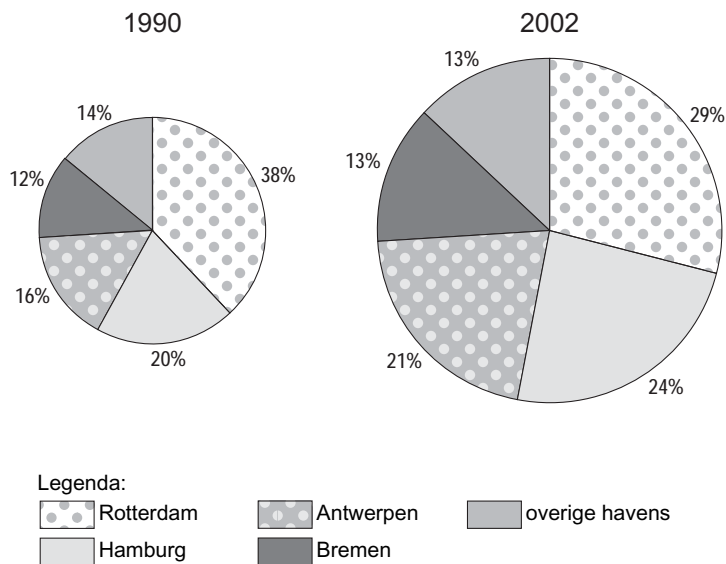 1990
2002
14%
38%
12%
16%
20%
13%
29%
13%
21%
24%
Legenda:
Rotterdam
Antwerpen
overige havens
Hamburg
Bremen